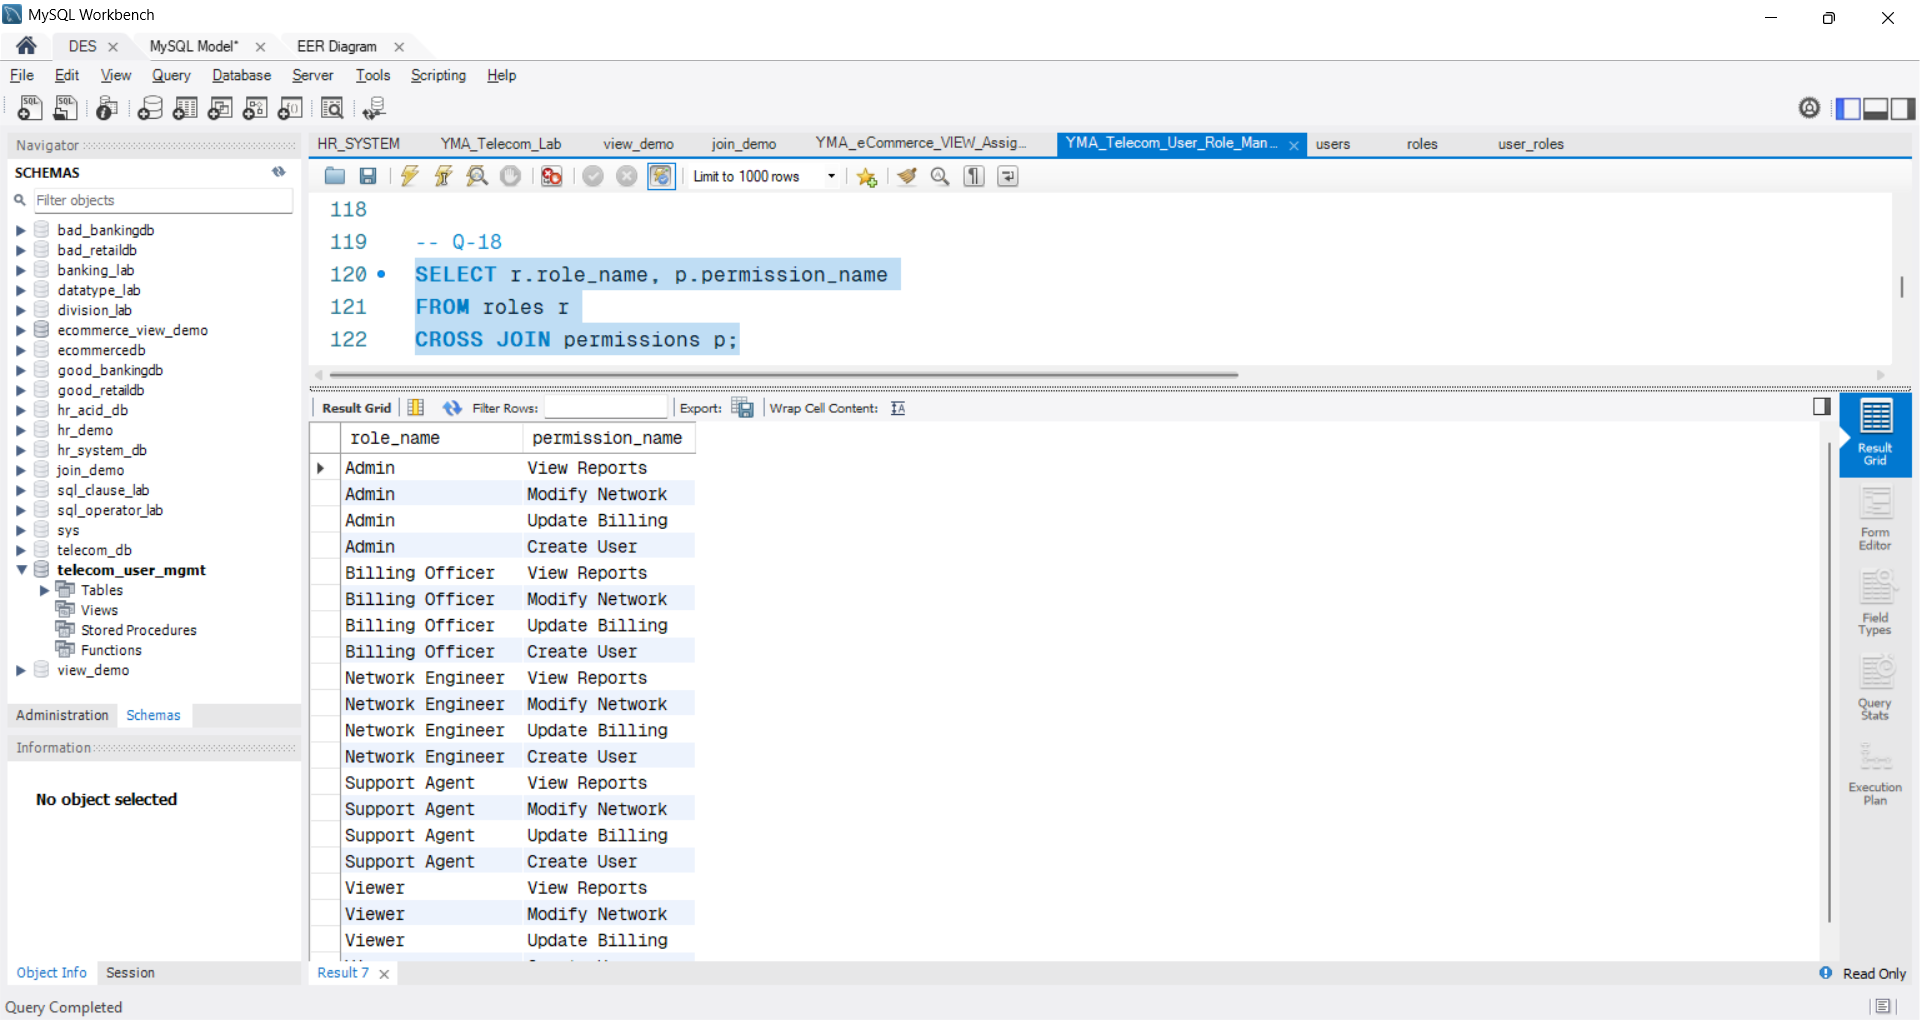 MySQL Workbench
DES MySQL Model* EER Diagram
File Edit View Query Database Server Tools Scripting Help
Navigator
SCHEMAS
Filter objects
bad_bankingdb
bad_retaildb
banking_lab
datatype_lab
division_lab
ecommerce_view_demo
ecommercedb
good_bankingdb
good_retaildb
hr_acid_db
hr_demo
hr_system_db
join_demo
sql_clause_lab
sql_operator_lab
sys
telecom_db
telecom_user_mgmt
Tables
Views
Stored Procedures
Functions
view_demo
Administration Schemas
Information
No object selected
Object Info Session
HR_SYSTEM YMA_Telecom_Lab view_demo join_demo YMA_eCommerce_VIEW_Assig... YMA_Telecom_User_Role_Man... users roles user_roles
Limit to 1000 rows
118
119 -- Q-18
120 SELECT r.role_name, p.permission_name
121 FROM roles r
122 CROSS JOIN permissions p;
Result Grid Filter Rows: Export: Wrap Cell Content:
role_name permission_name
Admin View Reports
Admin Modify Network
Admin Update Billing
Admin Create User
Billing Officer View Reports
Billing Officer Modify Network
Billing Officer Update Billing
Billing Officer Create User
Network Engineer View Reports
Network Engineer Modify Network
Network Engineer Update Billing
Network Engineer Create User
Support Agent View Reports
Support Agent Modify Network
Support Agent Update Billing
Support Agent Create User
Viewer View Reports
Viewer Modify Network
Viewer Update Billing
Result
Grid
Form
Editor
Field
Types
Query
Stats
Execution
Plan
Result 7
Read Only
Query Completed